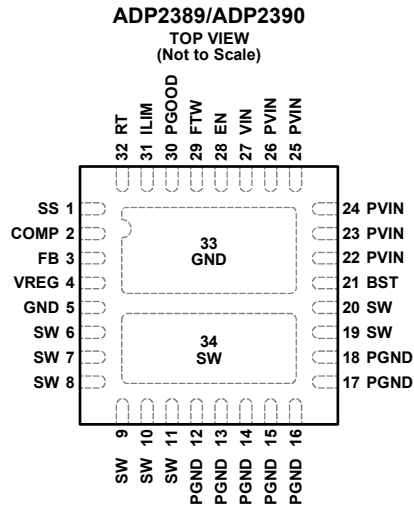 ADP2389/ADP2390
TOP VIEW
(Not to Scale)
32 RT
31 ILIM
30 PGOOD
29 FTW
28 EN
27 VIN
26 PVIN
25 PVIN
SS 1
COMP 2
FB 3
VREG 4
GND 5
SW 6
SW 7
SW 8
33
GND
34
SW
24 PVIN
23 PVIN
22 PVIN
21 BST
20 SW
19 SW
18 PGND
17 PGND
SW 9
SW 10
SW 11
PGND 12
PGND 13
PGND 14
PGND 15
PGND 16